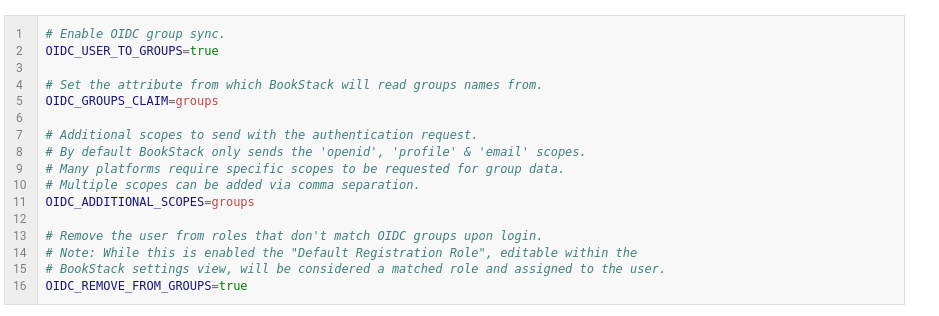 1 # Enable OIDC group sync.
2 OIDC_USER_TO_GROUPS=true
3
4 # Set the attribute from which BookStack will read groups names from.
5 OIDC_GROUPS_CLAIM=groups
6
7 # Additional scopes to send with the authentication request.
8 # By default BookStack only sends the 'openid', 'profile' & 'email' scopes.
9 # Many platforms require specific scopes to be requested for group data.
10 # Multiple scopes can be added via comma separation.
11 OIDC_ADDITIONAL_SCOPES=groups
12
13 # Remove the user from roles that don't match OIDC groups upon login.
14 # Note: While this is enabled the "Default Registration Role", editable within the
15 # BookStack settings view, will be considered a matched role and assigned to the user.
16 OIDC_REMOVE_FROM_GROUPS=true